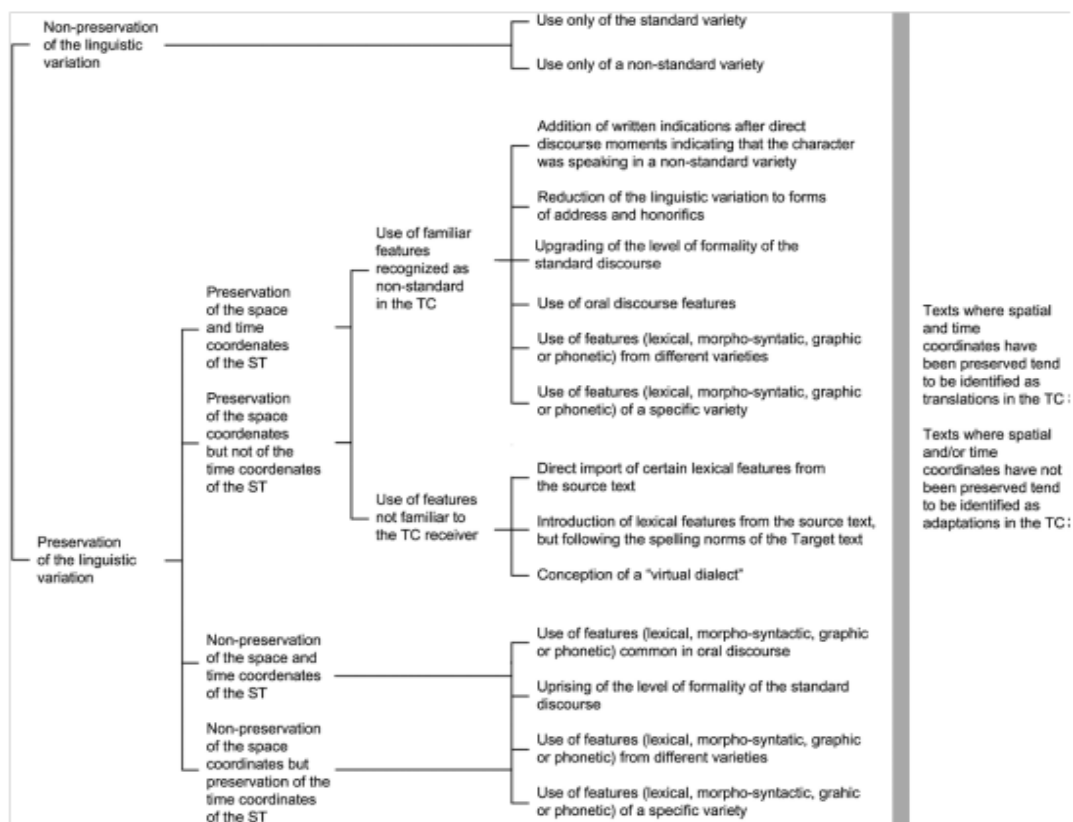 Non-preservation
of the linguistic
variation
Use only of the standard variety
Use only of a non-standard variety
Addition of written indications after direct
discourse moments indicating that the character
was speaking in a non-standard variety
Reduction of the linguistic variation to forms
of address and honorifics
Upgrading of the level of formality of the
standard discourse
Use of oral discourse features
Use of features (lexical, morpho-syntatic, graphic
or phonetic) from different varieties
Use of features (lexical, morpho-syntatic, graphic
or phonetic) of a specific variety
Use of familiar
features
recognized as
non-standard
in the TC
Preservation
of the space
and time
coordenates
of the ST
Preservation
of the space
coordenates
but not of the
time coordenates
of the ST
Use of features
not familiar to
the TC receiver
Direct import of certain lexical features from
the source text
Introduction of lexical features from the source text,
but following the spelling norms of the Target text
Conception of a “virtual dialect”
Preservation
of the linguistic
variation
Non-preservation
of the space and
time coordenates
of the ST
Non-preservation
of the space
coordinates but
preservation of the
time coordinates
of the ST
Use of features (lexical, morpho-syntactic, graphic
or phonetic) common in oral discourse
Uprising of the level of formality of the standard
discourse
Use of features (lexical, morpho-syntatic, graphic
or phonetic) from different varieties
Use of features (lexical, morpho-syntactic, grahic
or phonetic) of a specific variety
Texts where spatial
and time
coordinates have
been preserved tend
to be identified as
translations in the TC
Texts where spatial
and/or time
coordinates have not
been preserved tend
to be identified as
adaptations in the TC